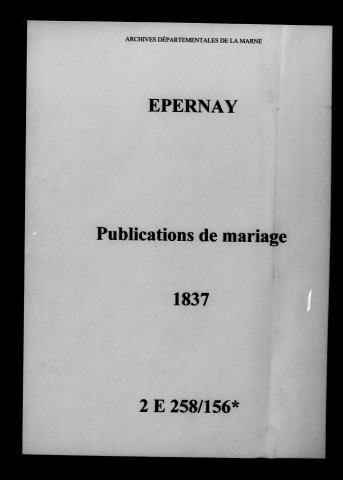 ARCHIVES DÉPARTEMENTALES DE LA MARNE
EPERNAY
Publications de mariage
1837
2 E 258/156*